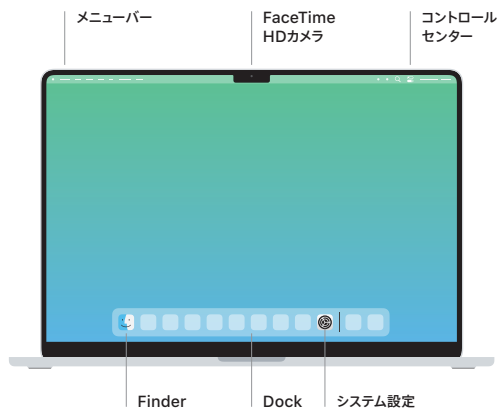 メニューバー
FaceTime
HDカメラ
コントロール
センター
Finder
Dock
システム設定